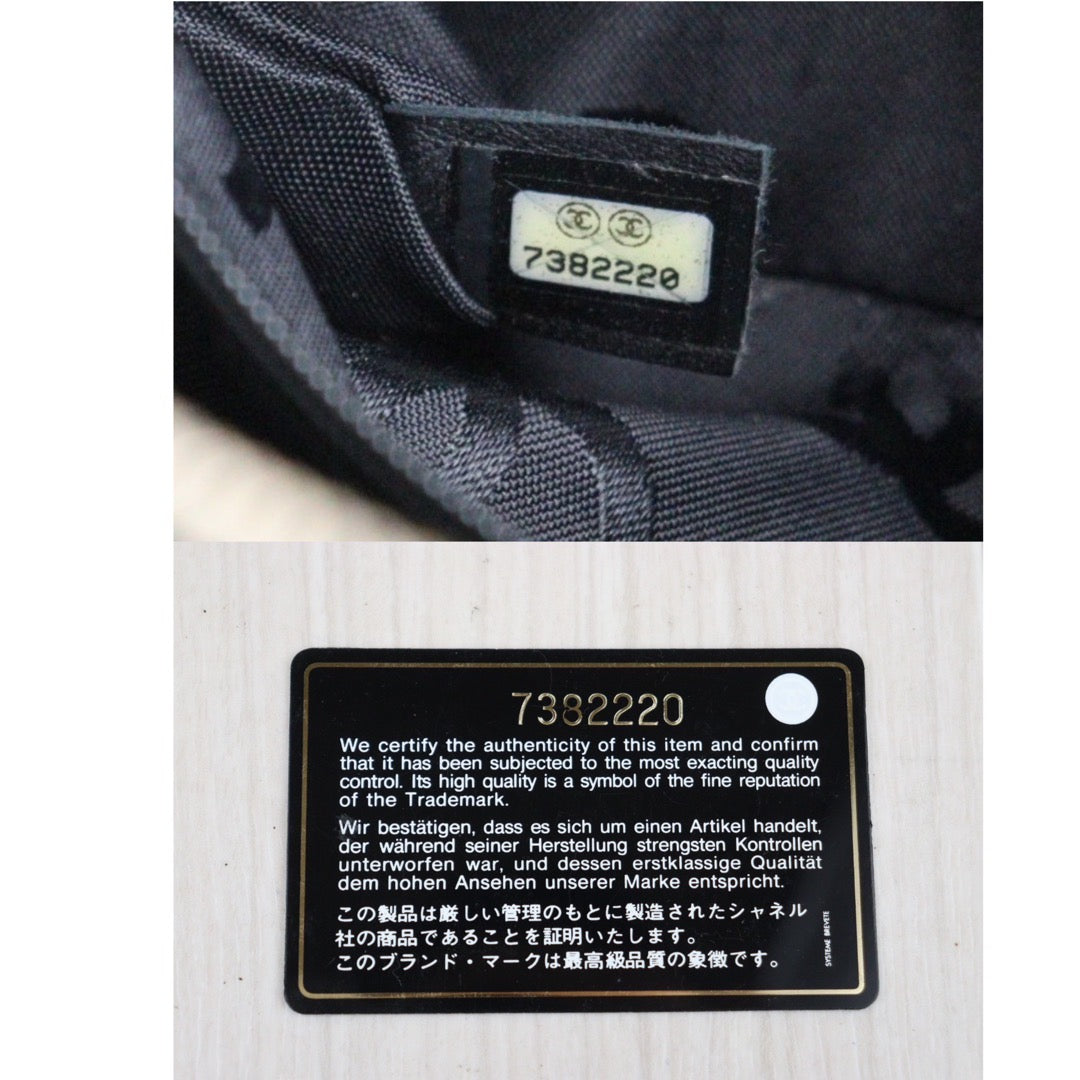 7382220
7382220
We certify the authenticity of this item and confirm
that it has been subjected to the most exacting quality
control. Its high quality is a symbol of the fine reputation
of the Trademark.
Wir bestätigen, dass es sich um einen Artikel handelt,
der während seiner Herstellung strengsten Kontrollen
unterworfen war, und dessen erstklassige Qualität
dem hohen Ansehen unserer Marke entspricht.
この製品は厳しい管理のもとに製造されたシャネル
社の商品であることを証明いたします。
このブランド・マークは最高級品質の象徴です。
SYSTEME BREVETE